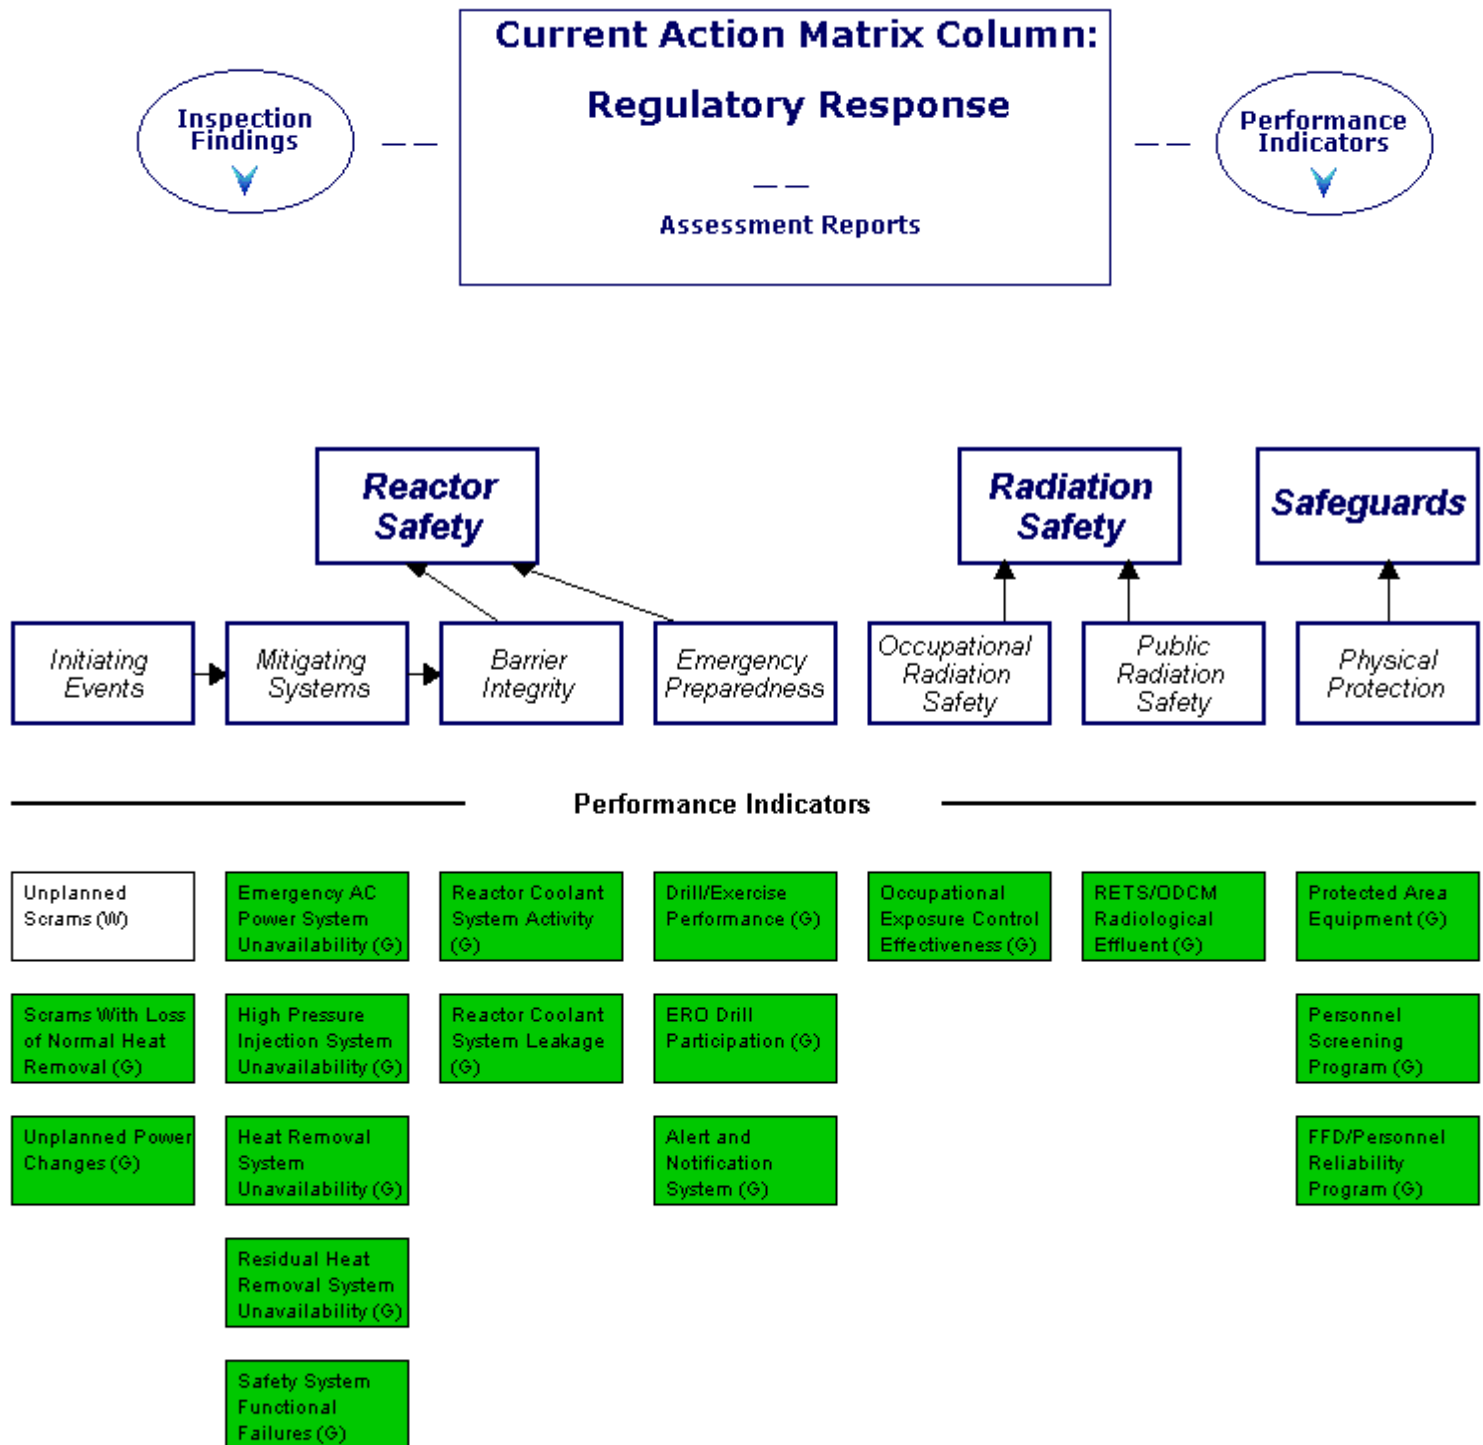 Current Action Matrix Column:
Regulatory Response
Inspection
Findings
Performance
Indicators
Assessment Reports
Reactor
Safety
Radiation
Safety
Safeguards
Initiating
Events
Mitigating
Systems
Barrier
Integrity
Emergency
Preparedness
Occupational
Radiation
Safety
Public
Radiation
Safety
Physical
Protection
Performance Indicators
Unplanned
Scrams (W)
Emergency AC
Power System
Unavailability (G)
Reactor Coolant
System Activity
(G)
Drill/Exercise
Performance (G)
Occupational
Exposure Control
Effectiveness (G)
RETS/ODCM
Radiological
Effluent (G)
Protected Area
Equipment (G)
Scrams With Loss
of Normal Heat
Removal (G)
High Pressure
Injection System
Unavailability (G)
Reactor Coolant
System Leakage
(G)
ERO Drill
Participation (G)
Personnel
Screening
Program (G)
Unplanned Power
Changes (G)
Heat Removal
System
Unavailability (G)
Alert and
Notification
System (G)
FFD/Personnel
Reliability
Program (G)
Residual Heat
Removal System
Unavailability (G)
Safety System
Functional
Failures (G)